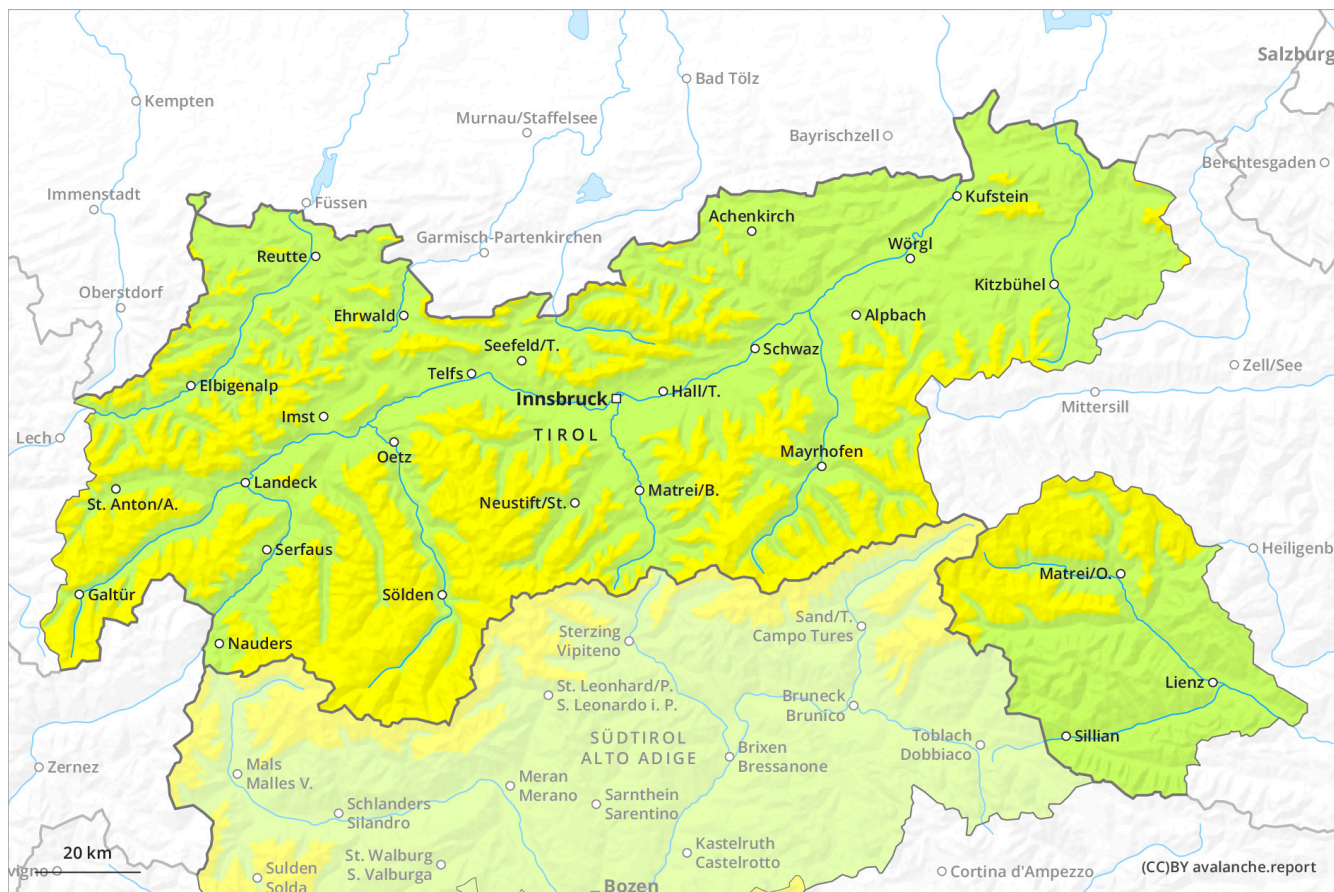 Salzburg
Kempten
Bad Tölz
Murnau/Staffelsee
Bayrischzell
Berchtesgaden
Immenstadt
Füssen
Kufstein
Achenkirch
Garmisch-Partenkirchen
Wörgl
Reutte
Kitzbühel
Oberstdorf
Ehrwald
Alpbach
Seefeld/T.
Schwaz
Zell/See
Telfs
Elbigenalp
Innsbruck
Hall/T.
Mittersill
Imst
Lech
TIROL
Oetz
Mayrhofen
Landeck
Matrei/B.
St. Anton/A.
Neustift/St.
Serfaus
Heiligenb
Matrei/O.
Galtür
Sölden
Sand/T.
Campo Tures
Sterzing
Vipiteno
Nauders
Lienz
St. Leonhard/P.
S. Leonardo i. P.
Bruneck
Brunico
Sillian
SÜDTIROL
ALTO ADIGE
Toblach
Dobbiaco
Brixen
Bressanone
Zernez
Mals
Malles V.
Meran
Merano
Sarnthein
Sarentino
Schlanders
Silandro
Kastelruth
Castelrotto
20 km
St. Walburg
S. Valburga
vigno
Sulden
Solda
Cortina d'Ampezzo
(CC)BY avalanche.report
Bozen